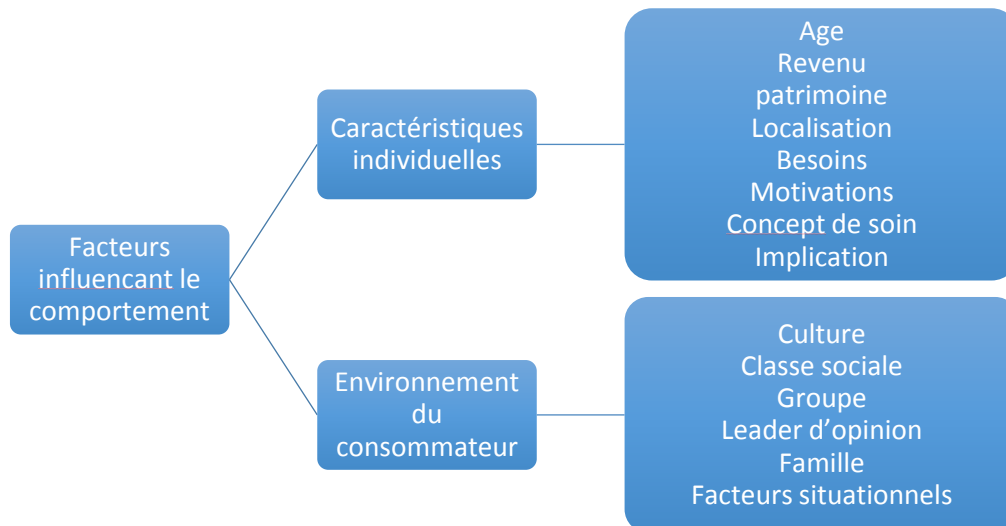 Facteurs
influencant le
comportement
Caractéristiques
individuelles
Age
Revenu
patrimoine
Localisation
Besoins
Motivations
Concept de soin
Implication
Environnement
du
consommateur
Culture
Classe sociale
Groupe
Leader d’opinion
Famille
Facteurs situationnels